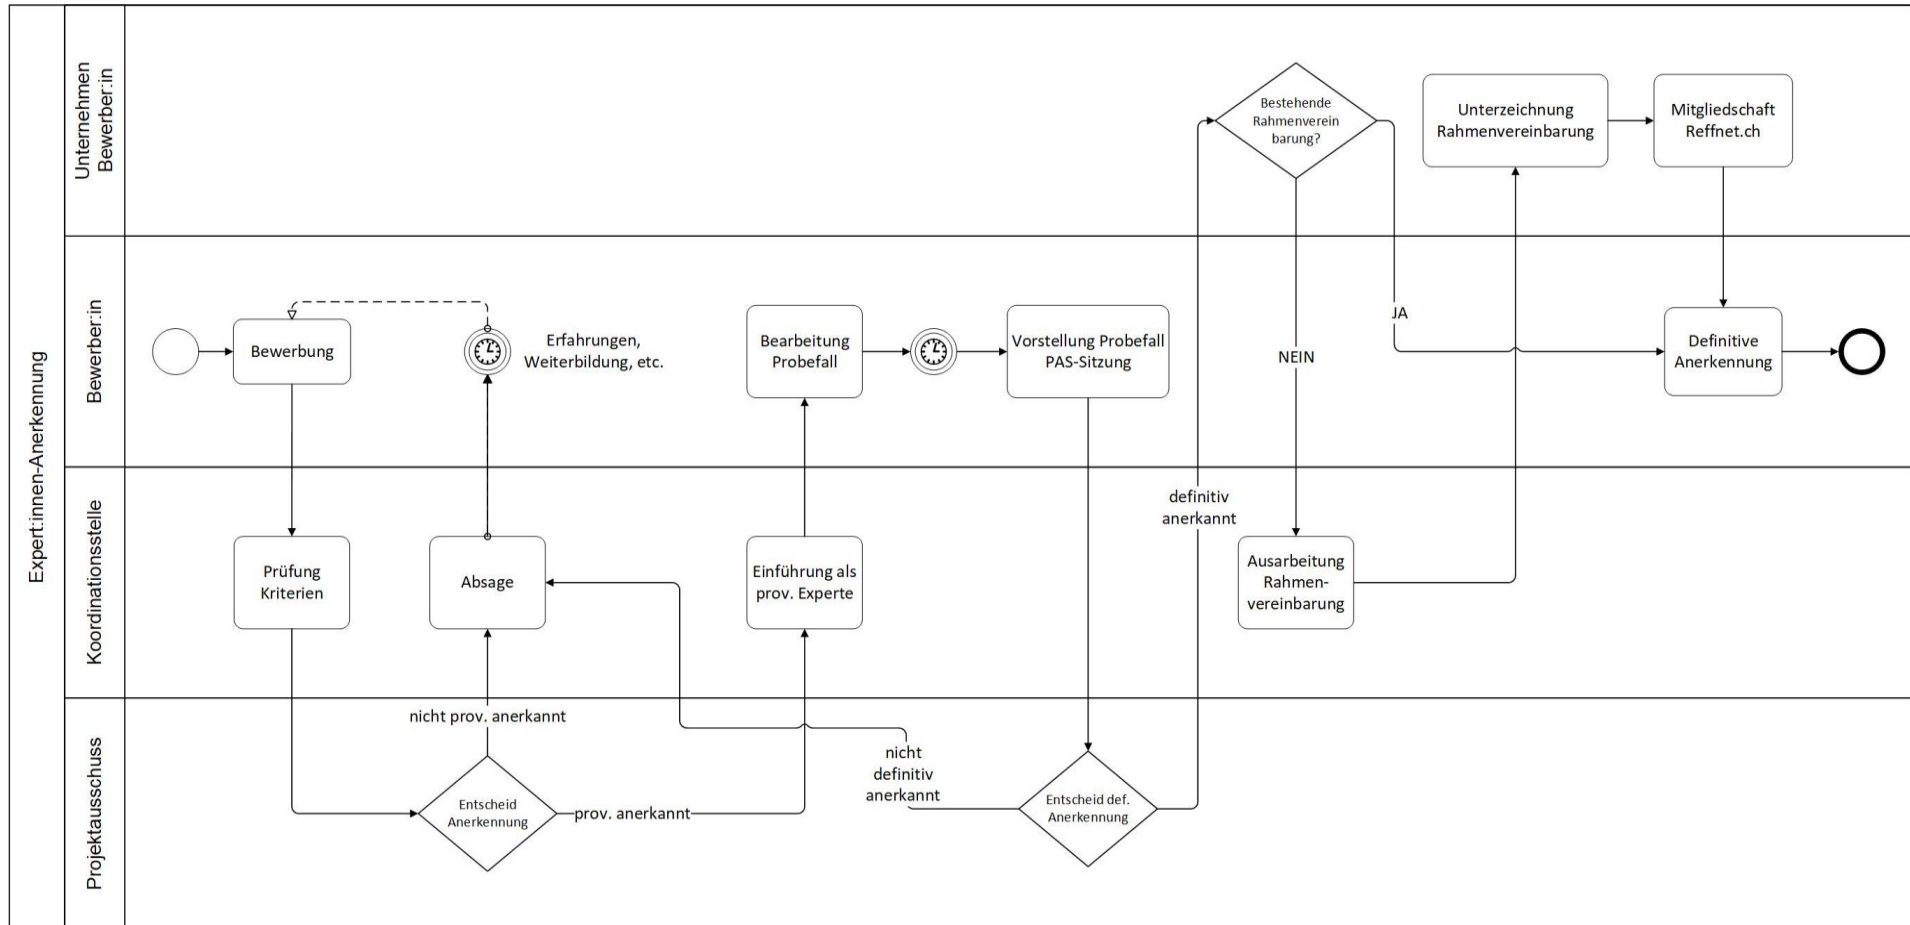 Expert:innen-Anerkennung
Unternehmen
Bewerber:in
Bestehende
Rahmenverein
barung?
Unterzeichnung
Rahmenvereinbarung
Mitgliedschaft
Reffnet.ch
Bewerber:in
Bewerbung
Erfahrungen,
Weiterbildung, etc.
Bearbeitung
Probefall
Vorstellung Probefall
PAS-Sitzung
JA
NEIN
Definitive
Anerkennung
Koordinationsstelle
Prüfung
Kriterien
Absage
Einführung als
prov. Experte
definitiv
anerkannt
Ausarbeitung
Rahmen-
vereinbarung
Projektausschuss
nicht prov. anerkannt
Entscheid
Anerkennung
prov. anerkannt
nicht
definitiv
anerkannt
Entscheid def.
Anerkennung